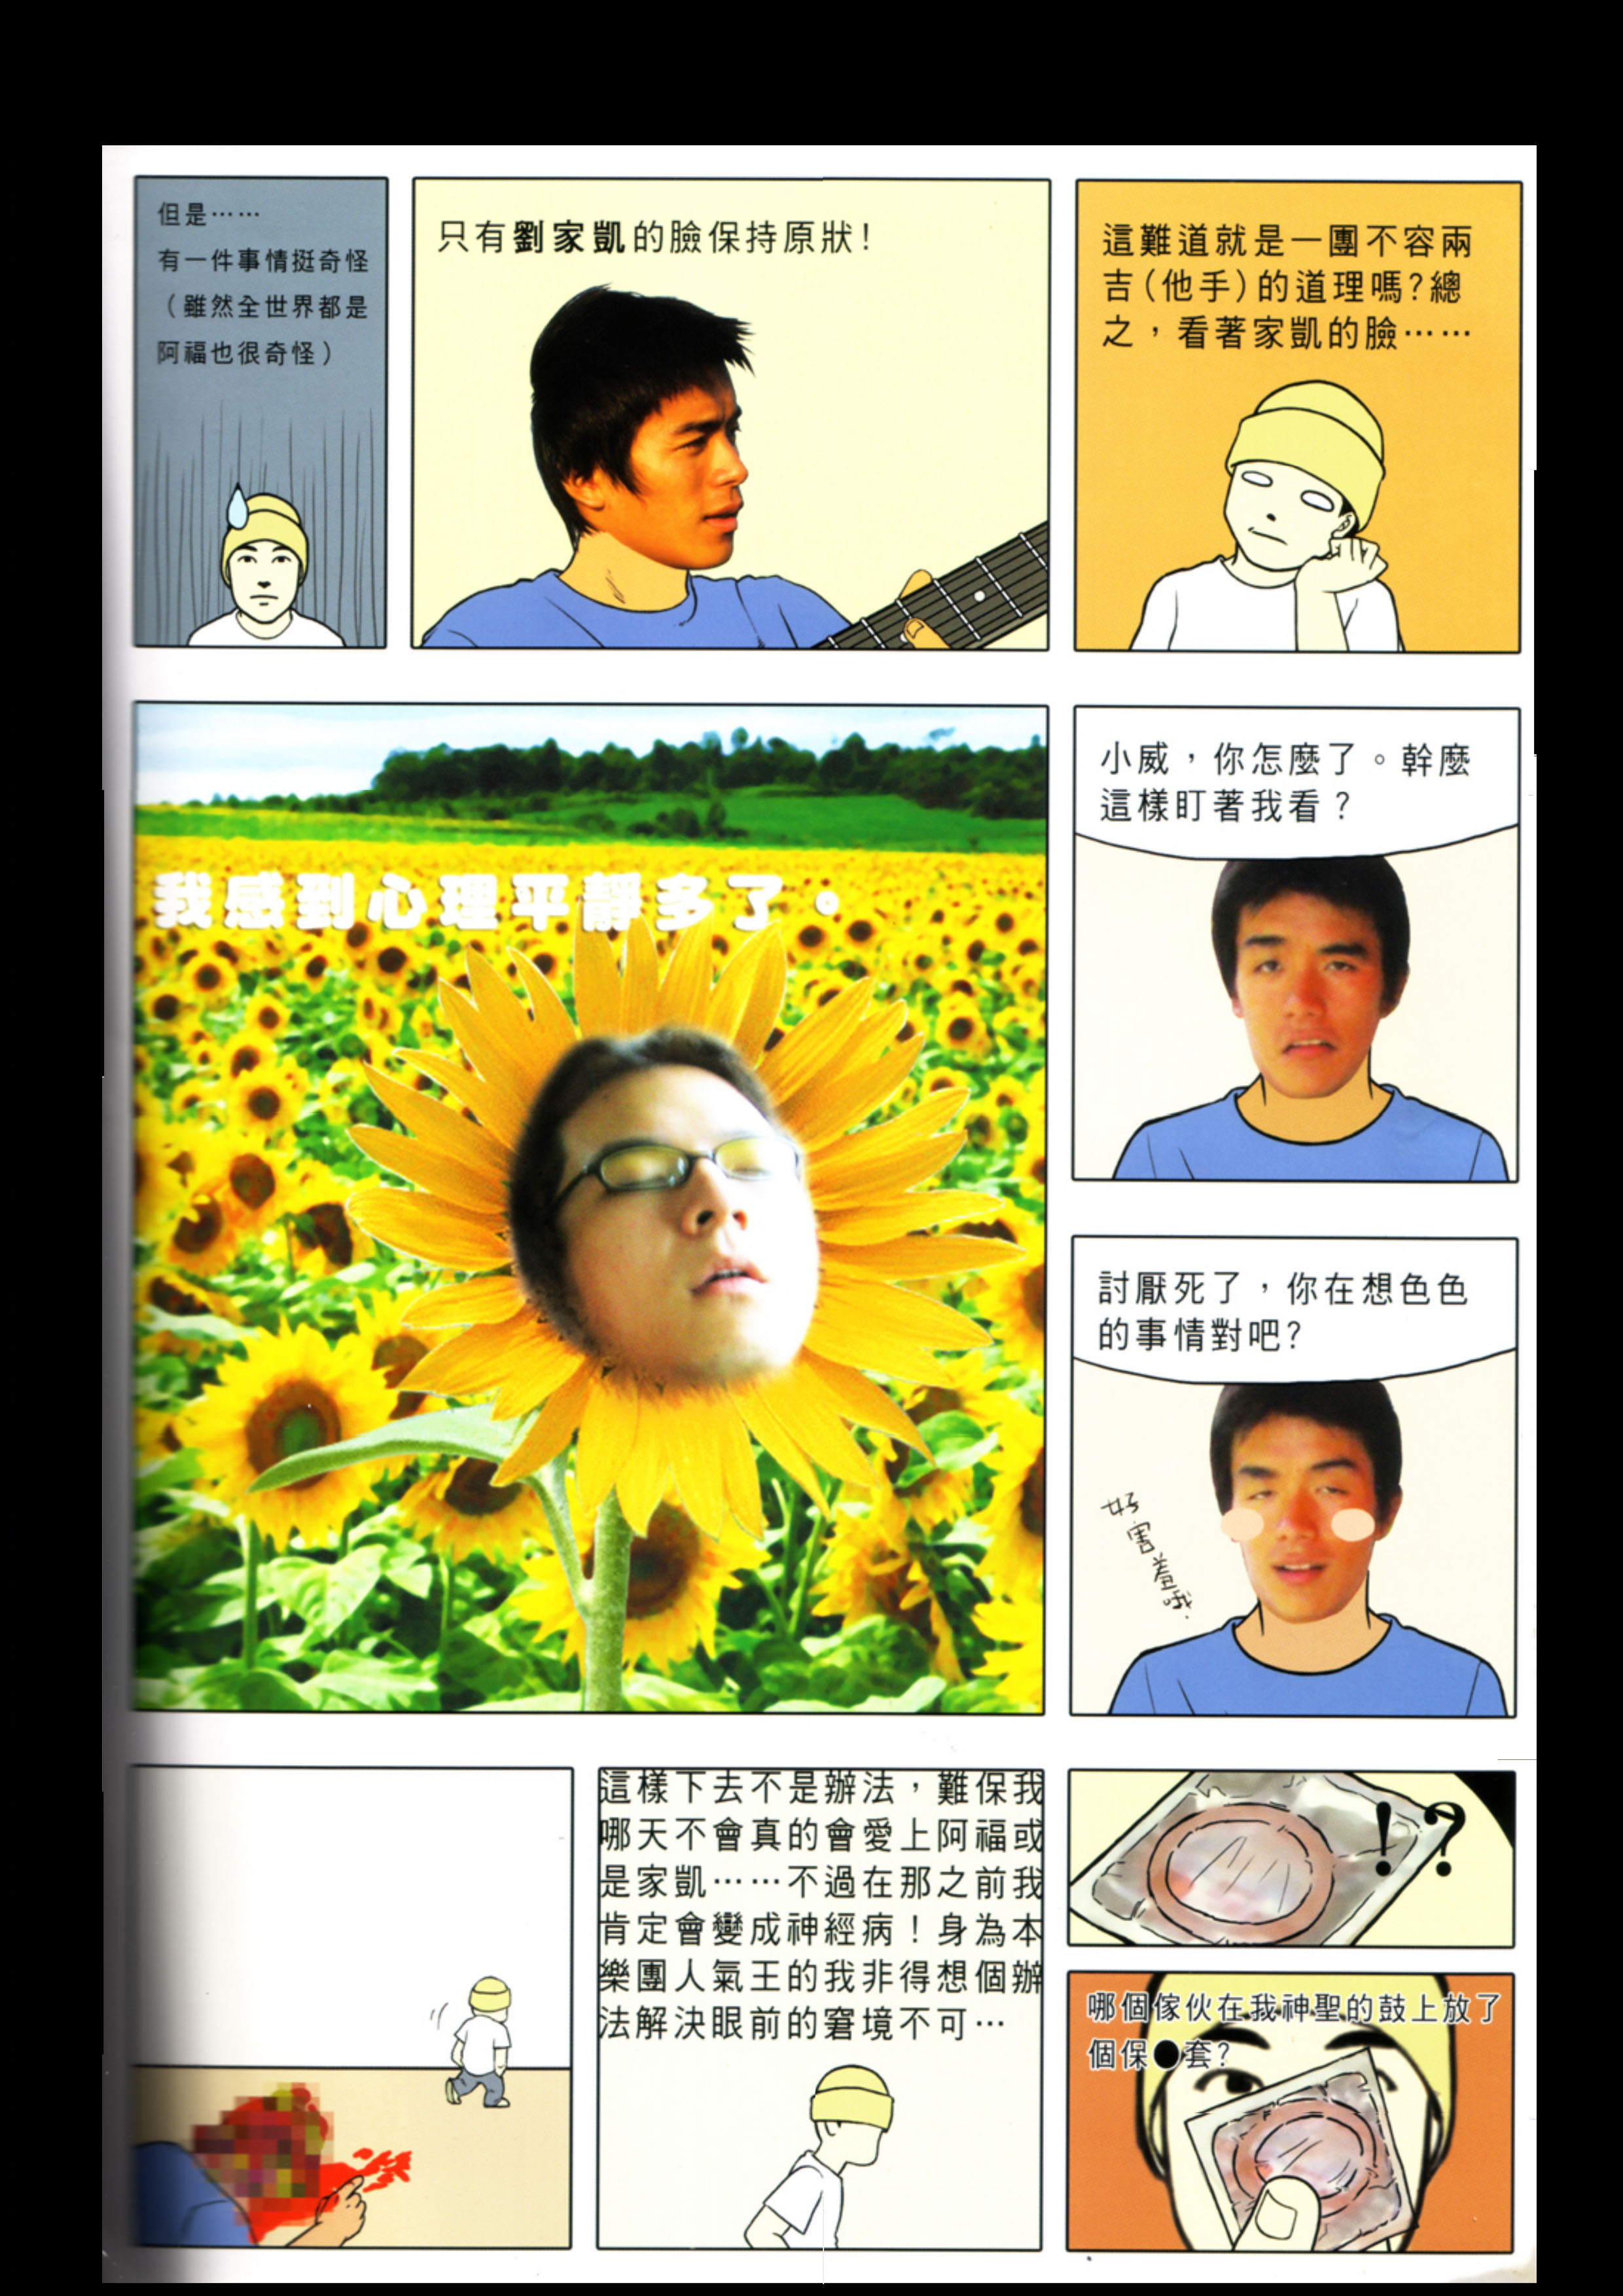 但是……
有一件事情挺奇怪
（雖然全世界都是
阿福也很奇怪）
只有劉家凱的臉保持原狀！
這難道就是一團不容兩
吉（他手）的道理嗎？總
之，看著家凱的臉……
我感到心理平靜多了。
小威，你怎麼了。幹麼
這樣盯著我看？
討厭死了，你在想色色
的事情對吧？
好害羞哦
這樣下去不是辦法，難保我
哪天不會真的會愛上阿福或
是家凱……不過在那之前我
肯定會變成神經病！身為本
樂團人氣王的我非得想個辦
法解決眼前的窘境不可…
！？
哪個傢伙在我神聖的鼓上放了
個保●套？